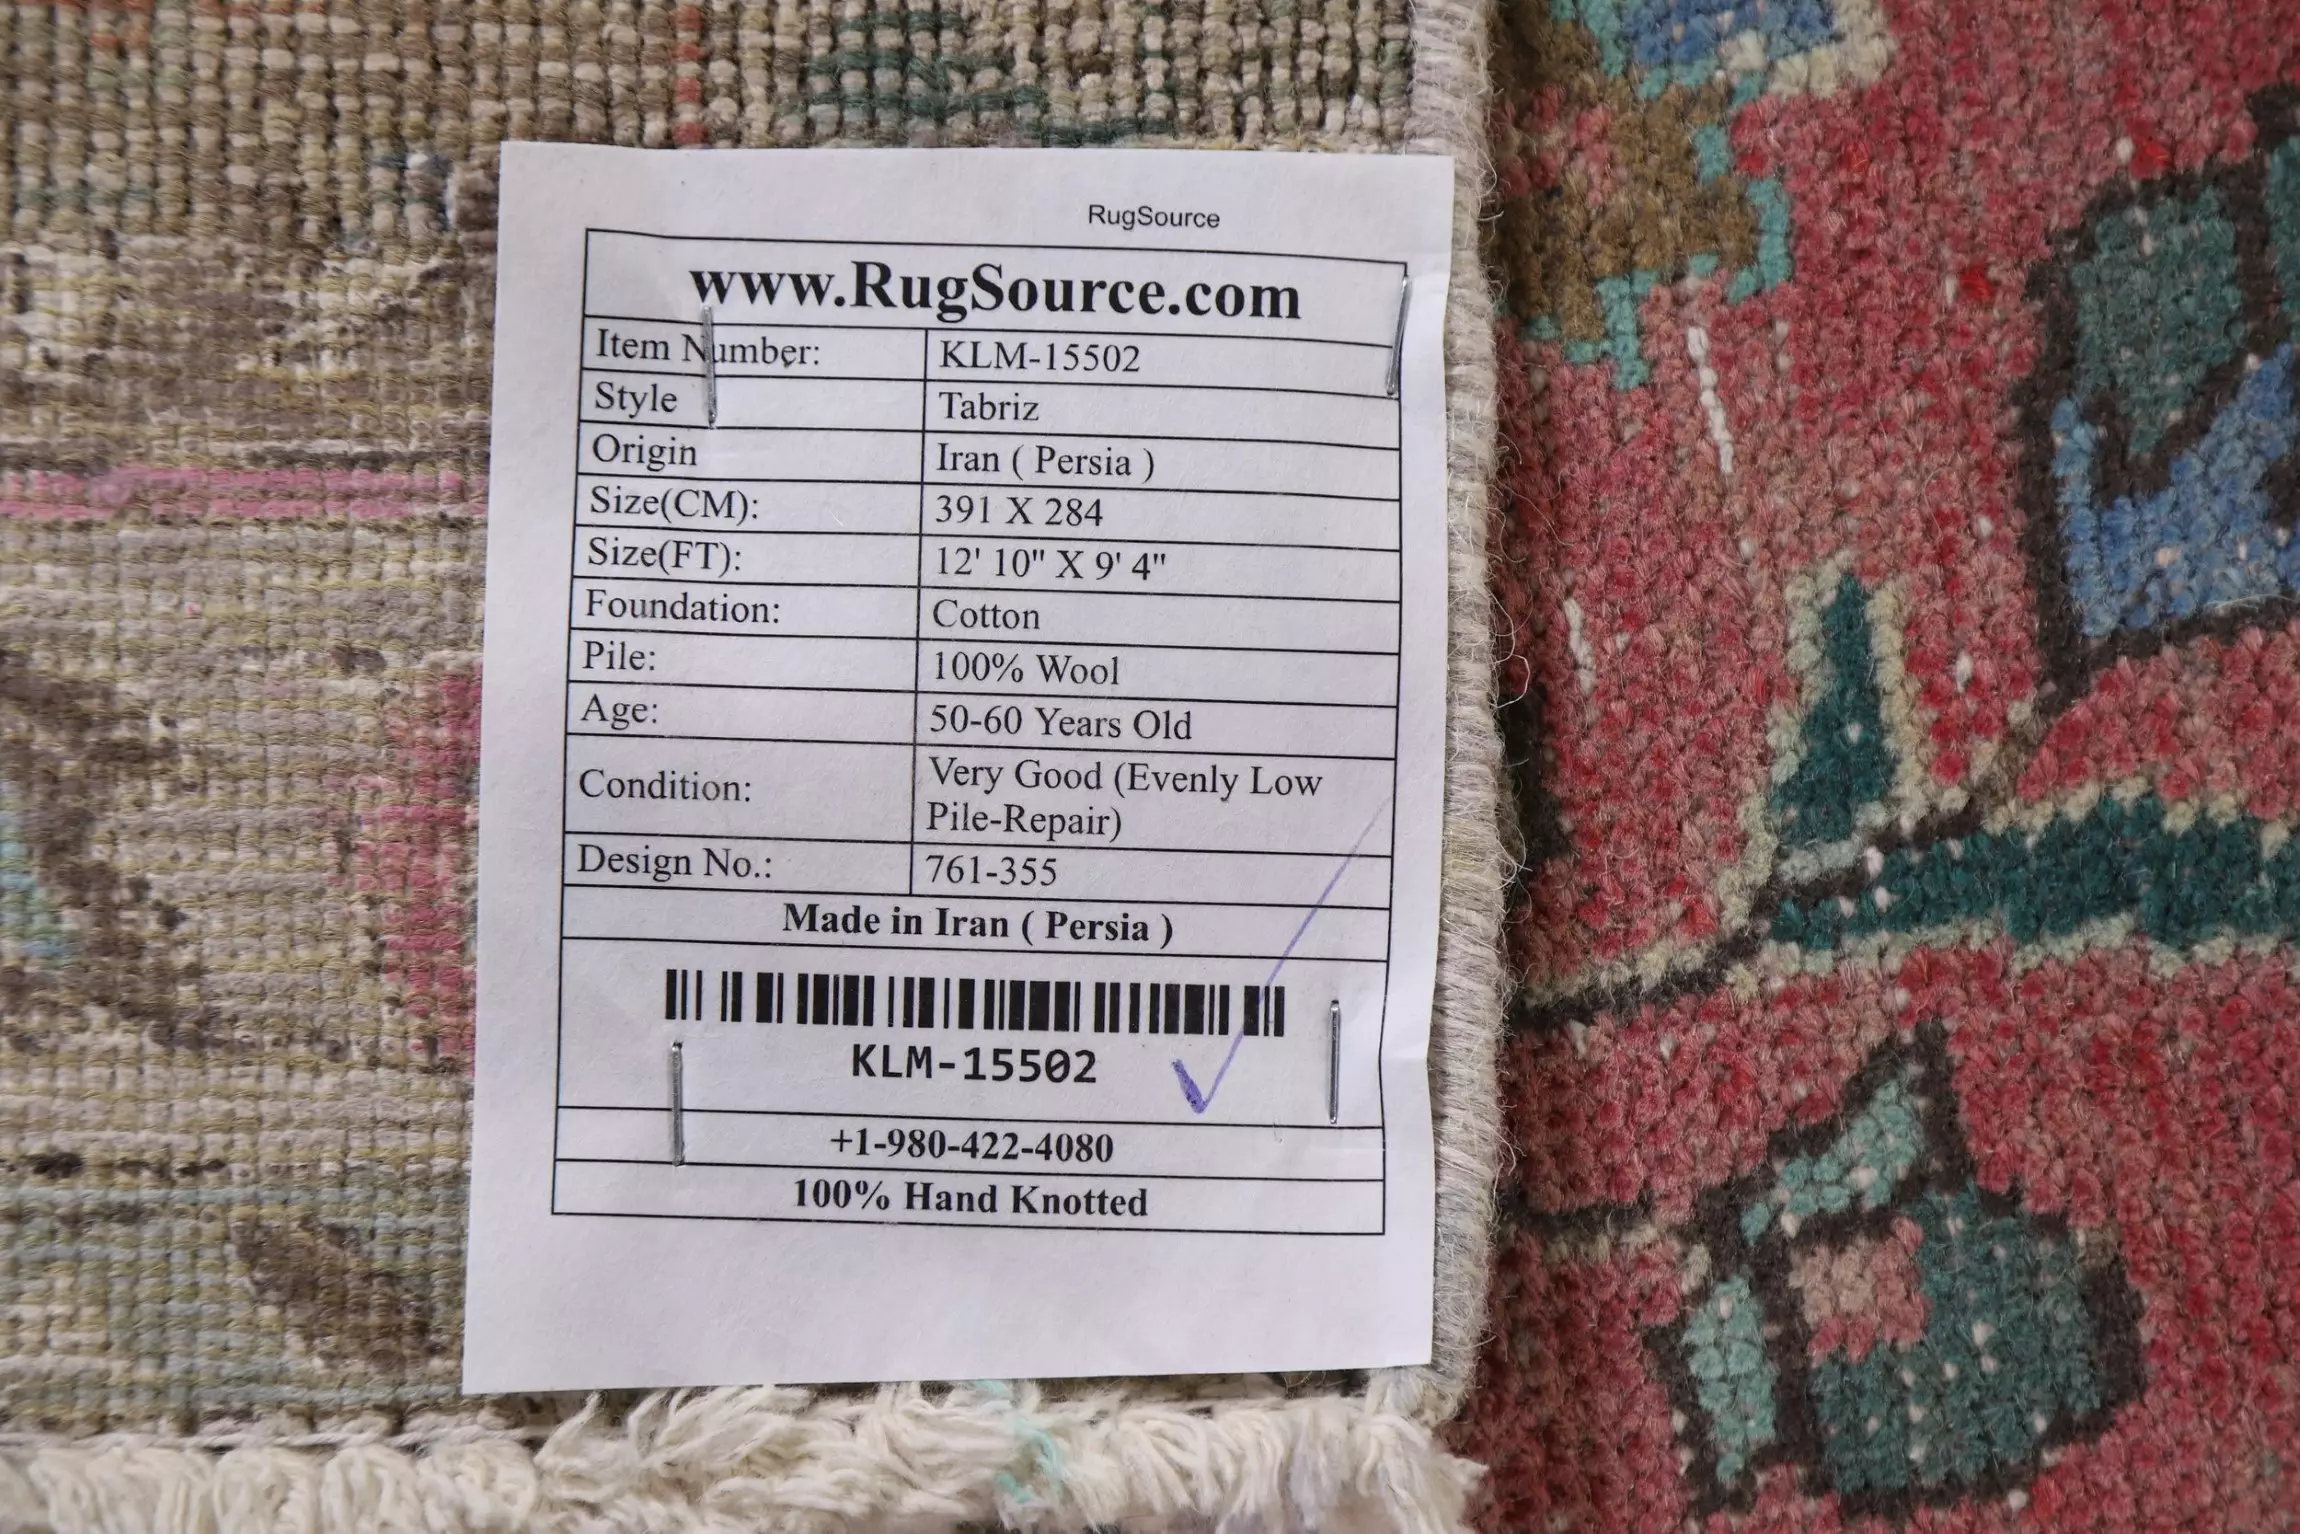 RugSource
www.RugSource.com
Item Number: KLM-15502
Style Tabriz
Origin Iran ( Persia )
Size(CM): 391 X 284
Size(FT): 12' 10" X 9' 4"
Foundation: Cotton
Pile: 100% Wool
Age: 50-60 Years Old
Condition: Very Good (Evenly Low
Pile-Repair)
Design No.: 761-355
Made in Iran ( Persia )
KLM-15502
+1-980-422-4080
100% Hand Knotted